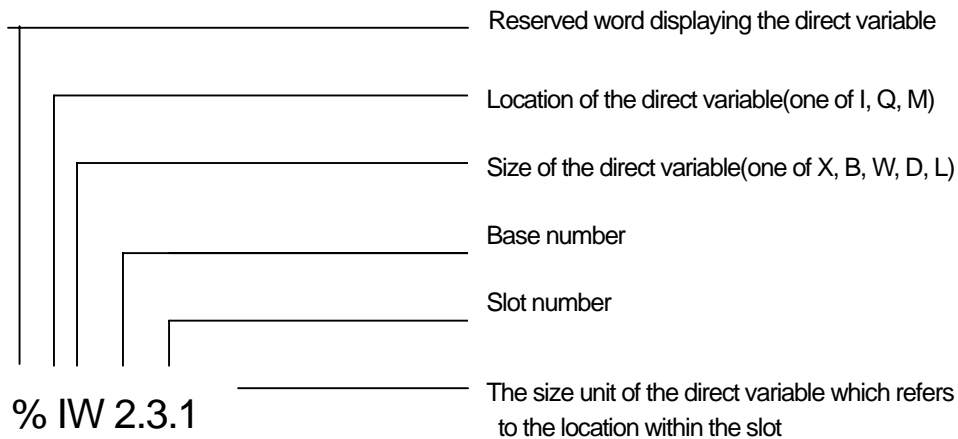 Reserved word displaying the direct variable
Location of the direct variable(one of I, Q, M)
Size of the direct variable(one of X, B, W, D, L)
Base number
Slot number
The size unit of the direct variable which refers
to the location within the slot
% IW 2.3.1